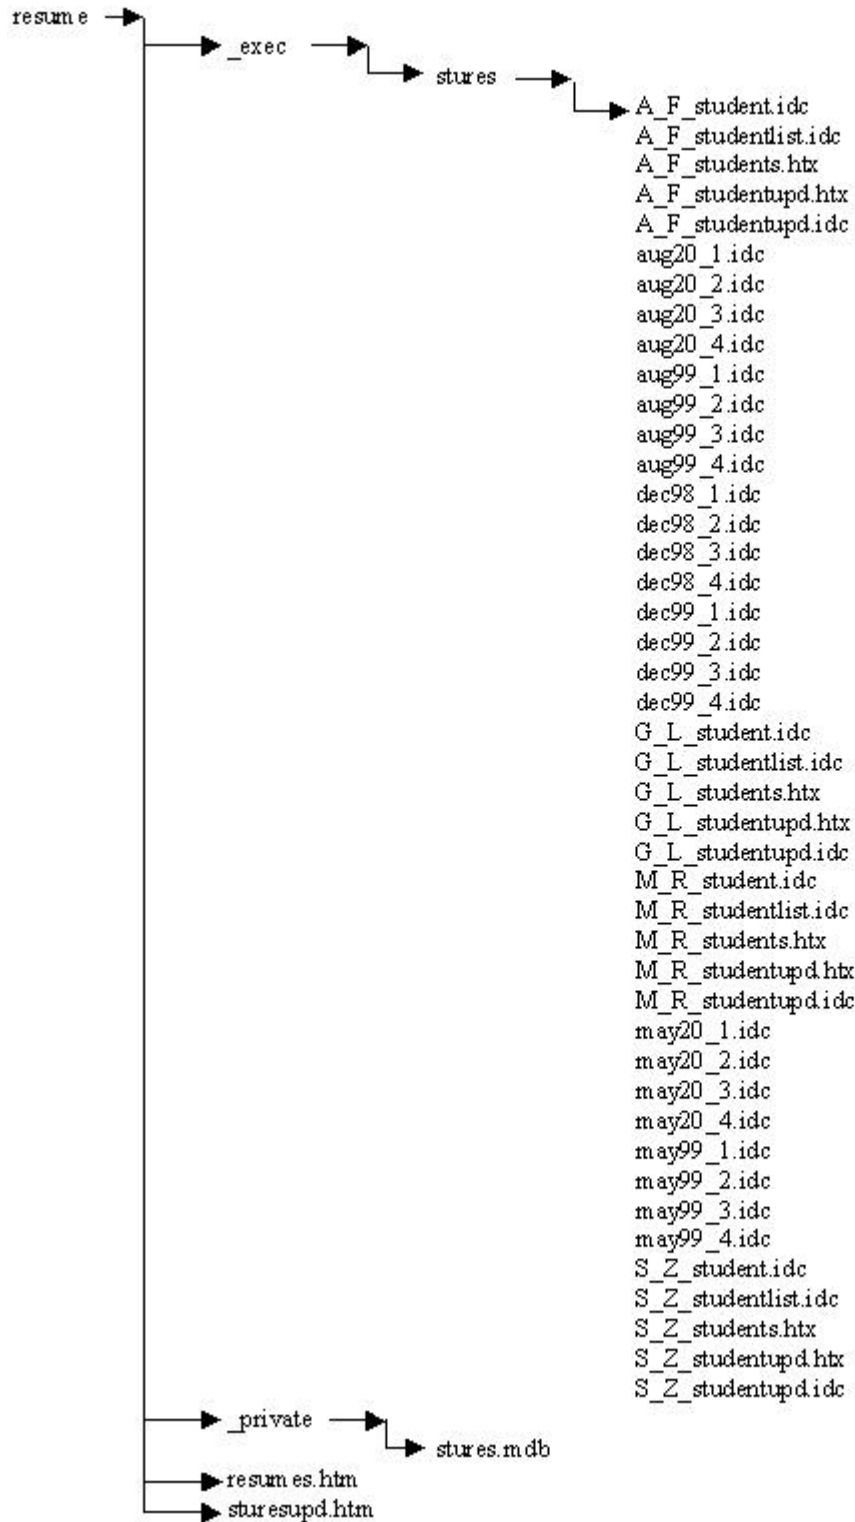 resume
_exec
stures
A_F_student.idc
A_F_studentlist.idc
A_F_students.htx
A_F_studentupd.htx
A_F_studentupd.idc
aug20_1.idc
aug20_2.idc
aug20_3.idc
aug20_4.idc
aug99_1.idc
aug99_2.idc
aug99_3.idc
aug99_4.idc
dec98_1.idc
dec98_2.idc
dec98_3.idc
dec98_4.idc
dec99_1.idc
dec99_2.idc
dec99_3.idc
dec99_4.idc
G_L_student.idc
G_L_studentlist.idc
G_L_students.htx
G_L_studentupd.htx
G_L_studentupd.idc
M_R_student.idc
M_R_studentlist.idc
M_R_students.htx
M_R_studentupd.htx
M_R_studentupd.idc
may20_1.idc
may20_2.idc
may20_3.idc
may20_4.idc
may99_1.idc
may99_2.idc
may99_3.idc
may99_4.idc
S_Z_student.idc
S_Z_studentlist.idc
S_Z_students.htx
S_Z_studentupd.htx
S_Z_studentupd.idc
_private
stures.mdb
resumes.htm
sturesupd.htm